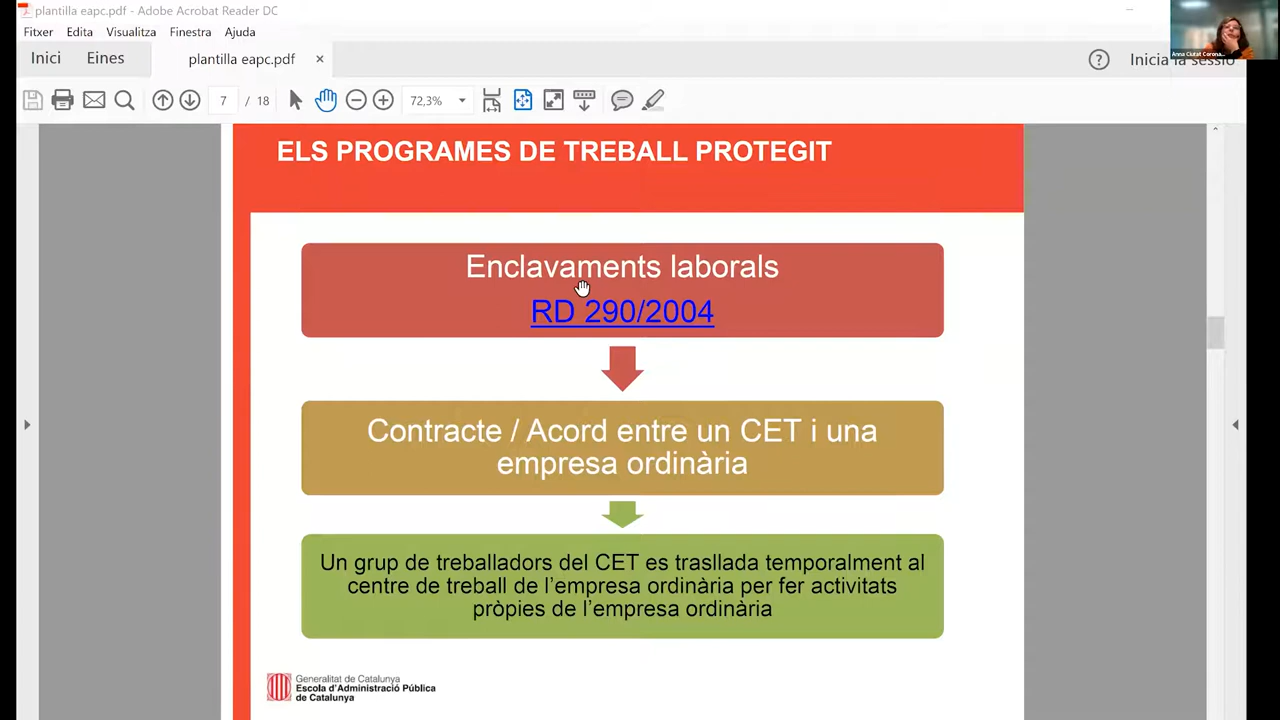 plantilla eapc.pdf - Adobe Acrobat Reader DC
Fitxer Edita Visualitza Finestra Ajuda
Inici Eines plantilla eapc.pdf × ? Inicia la sessió
7 / 18 72,3%
Anna Ciutat Corona...
ELS PROGRAMES DE TREBALL PROTEGIT
Enclavaments laborals
RD 290/2004
Contracte / Acord entre un CET i una
empresa ordinària
Un grup de treballadors del CET es trasllada temporalment al
centre de treball de l'empresa ordinària per fer activitats
pròpies de l'empresa ordinària
Generalitat de Catalunya
Escola d'Administració Pública
de Catalunya